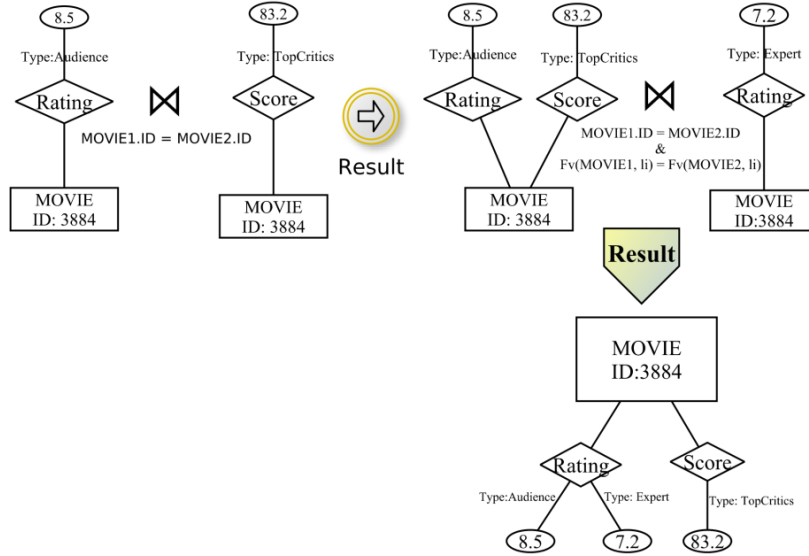 8.5
83.2
8.5
83.2
7.2
Type:Audience
Type: TopCritics
Type:Audience
Type: TopCritics
Type: Expert
Rating
Score
Rating
Score
Rating
MOVIE1.ID = MOVIE2.ID
Result
MOVIE1.ID = MOVIE2.ID
&
Fv(MOVIE1, li) = Fv(MOVIE2, li)
MOVIE
ID: 3884
MOVIE
ID: 3884
MOVIE
ID: 3884
MOVIE
ID:3884
Result
MOVIE
ID:3884
Rating
Score
Type:Audience
Type: Expert
Type: TopCritics
8.5
7.2
83.2